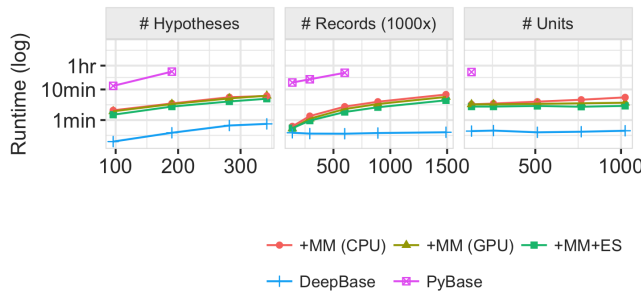 # Hypotheses # Records (1000x) # Units
Runtime (log)
1hr
10min
1min
100 200 300 500 1000 1500 500 1000
+MM (CPU) +MM (GPU) +MM+ES
DeepBase PyBase